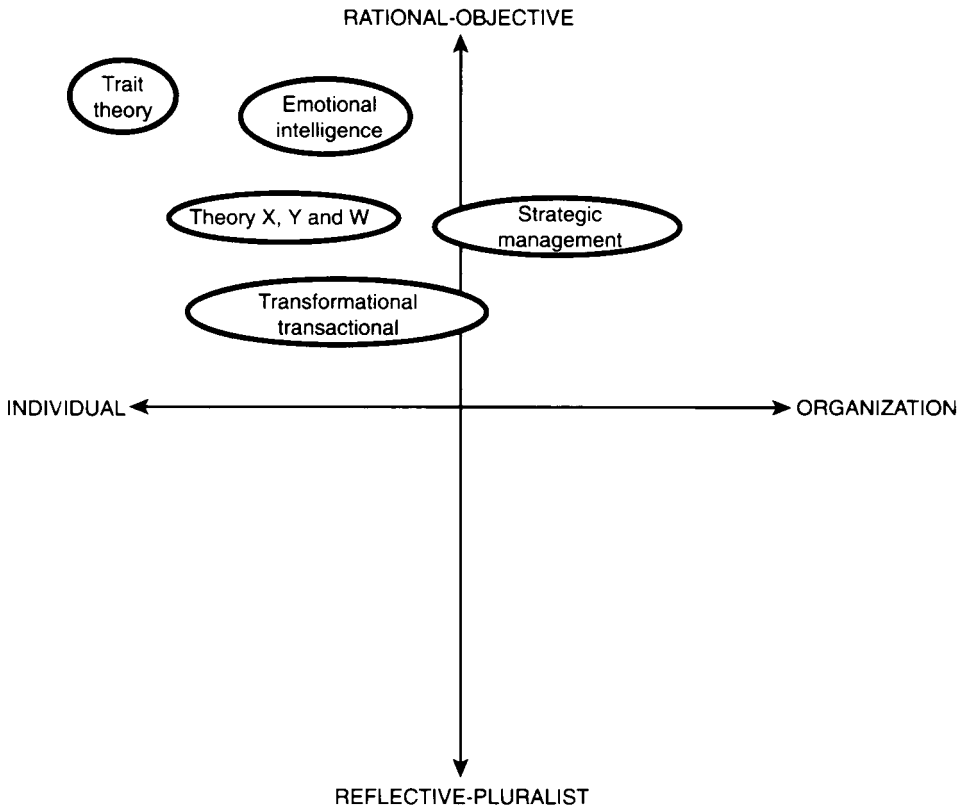 RATIONAL-OBJECTIVE
Trait
theory
Emotional
intelligence
Theory X, Y and W
Strategic
management
Transformational
transactional
INDIVIDUAL
ORGANIZATION
REFLECTIVE-PLURALIST